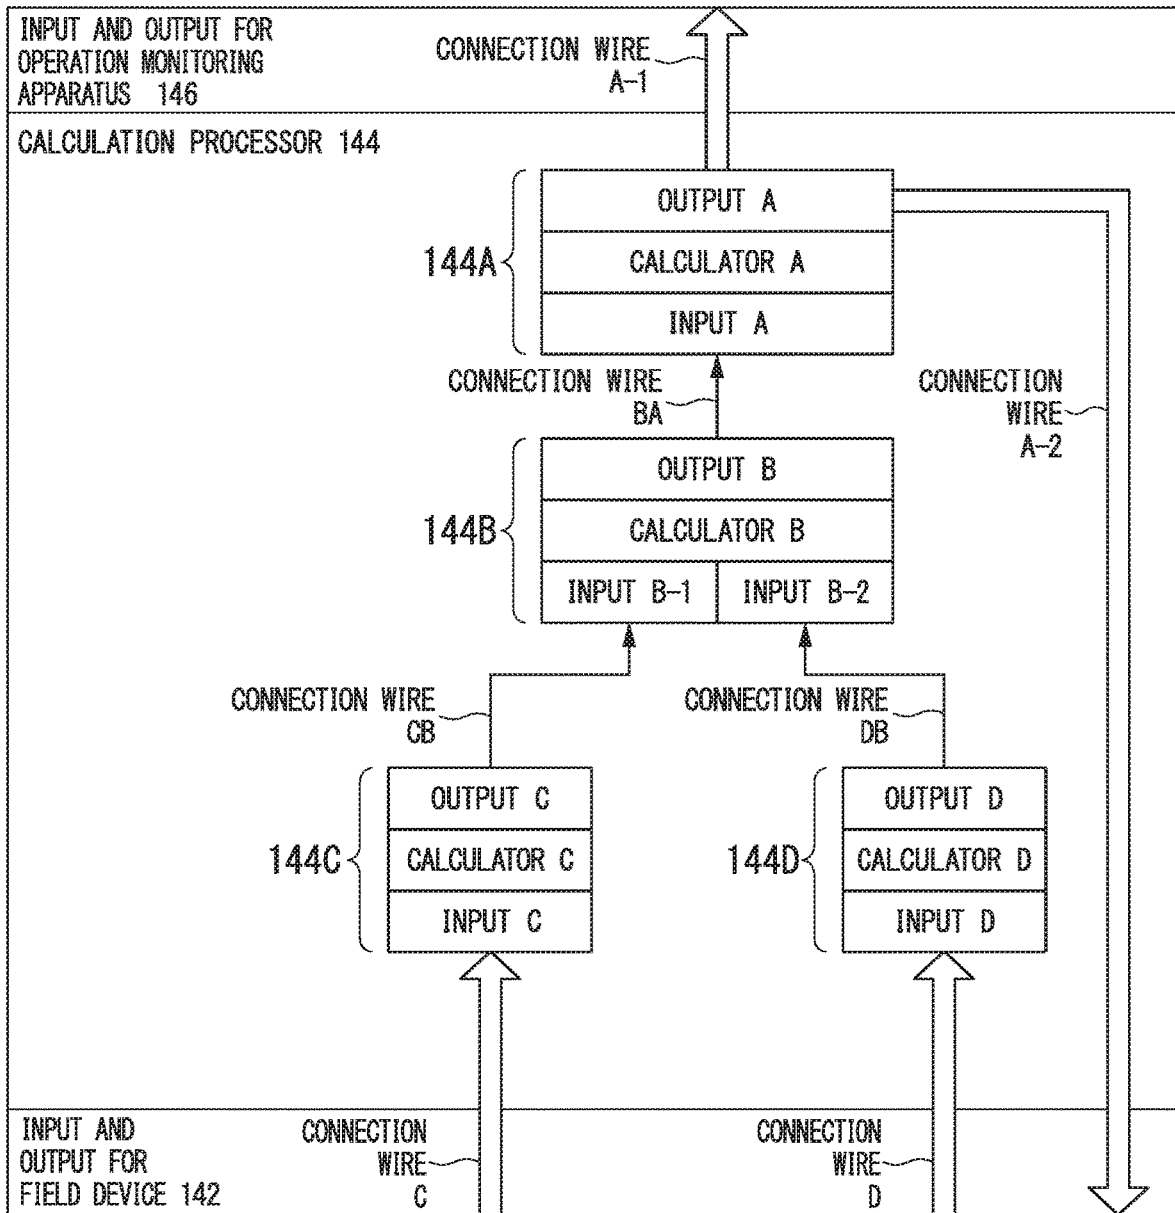 INPUT AND OUTPUT FOR
OPERATION MONITORING
APPARATUS 146
CONNECTION WIRE
A-1
CALCULATION PROCESSOR 144
144A
OUTPUT A
CALCULATOR A
INPUT A
CONNECTION WIRE
BA
CONNECTION
WIRE
A-2
144B
OUTPUT B
CALCULATOR B
INPUT B-1
INPUT B-2
CONNECTION WIRE
CB
CONNECTION WIRE
DB
144C
OUTPUT C
CALCULATOR C
INPUT C
144D
OUTPUT D
CALCULATOR D
INPUT D
INPUT AND
OUTPUT FOR
FIELD DEVICE 142
CONNECTION
WIRE
C
CONNECTION
WIRE
D